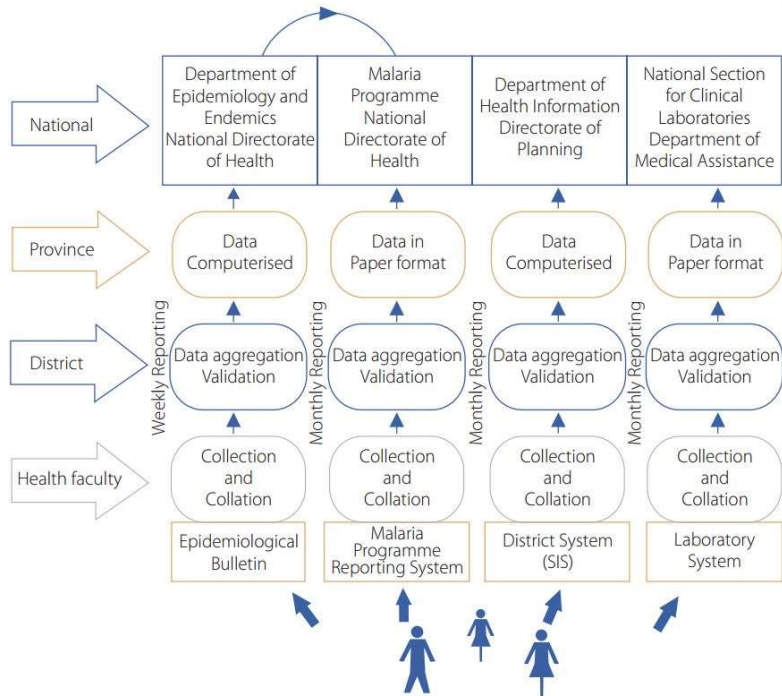 National
Department of
Epidemiology and
Endemics
National Directorate
of Health
Malaria
Programme
National
Directorate of
Health
Department of
Health Information
Directorate of
Planning
National Section
for Clinical
Laboratories
Department of
Medical Assistance
Province
Data
Computerised
Data in
Paper format
Data
Computerised
Data in
Paper format
District
Weekly Reporting
Data aggregation
Validation
Monthly Reporting
Data aggregation
Validation
Monthly Reporting
Data aggregation
Validation
Monthly Reporting
Data aggregation
Validation
Health faculty
Collection
and
Collation
Collection
and
Collation
Collection
and
Collation
Collection
and
Collation
Epidemiological
Bulletin
Malaria
Programme
Reporting System
District System
(SIS)
Laboratory
System